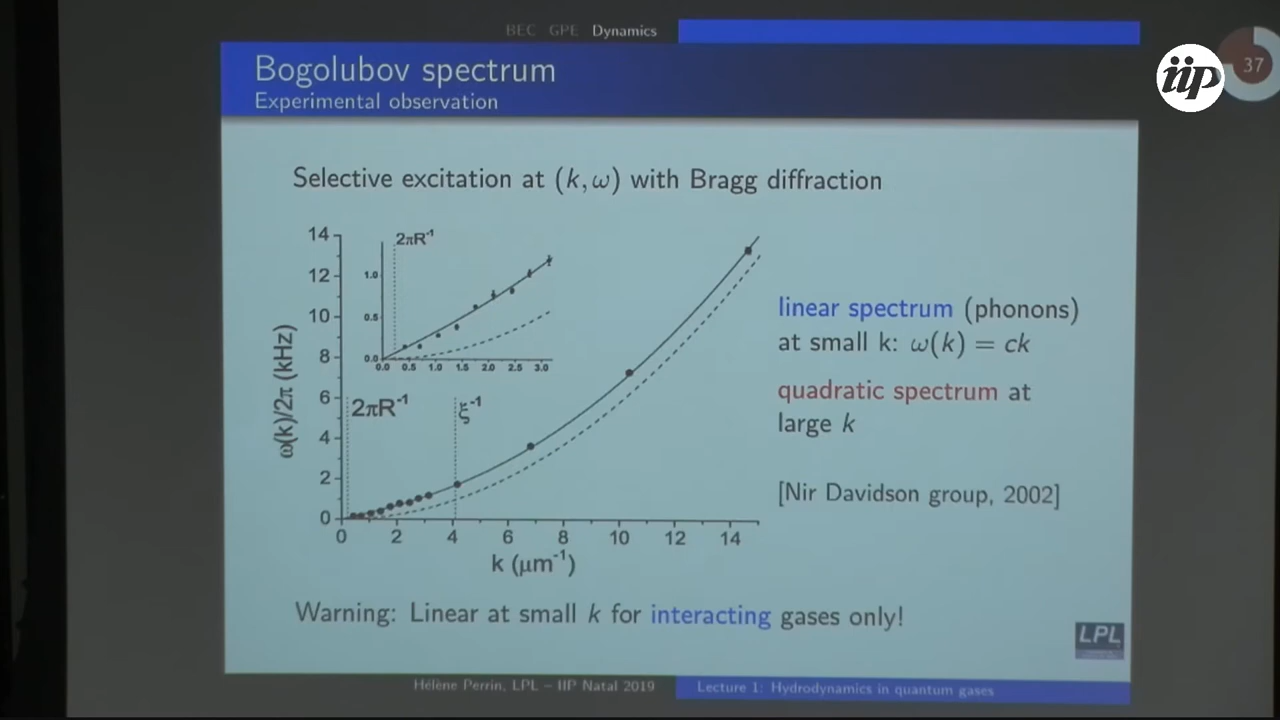 BEC GPE Dynamics
37
iip
Bogolubov spectrum
Experimental observation
Selective excitation at (k, ω) with Bragg diffraction
14
12
10
8
6
4
2
0
ω(k)/2π (kHz)
2πR⁻¹
1.0
0.5
0.0
0.0 0.5 1.0 1.5 2.0 2.5 3.0
2πR⁻¹
ξ⁻¹
0 2 4 6 8 10 12 14
k (μm⁻¹)
linear spectrum (phonons)
at small k: ω(k) = ck
quadratic spectrum at
large k
[Nir Davidson group, 2002]
Warning: Linear at small k for interacting gases only!
LPL
Hélène Perrin, LPL – IIP Natal 2019
Lecture 1: Hydrodynamics in quantum gases